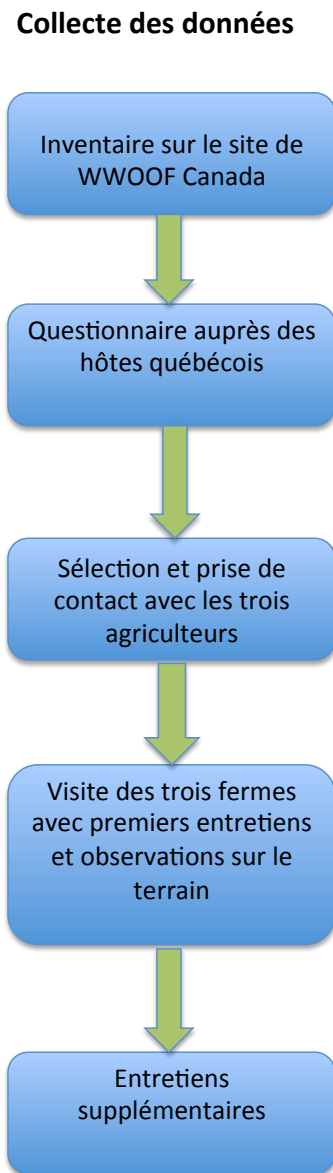 Collecte des données
Inventaire sur le site de
WWOOF Canada
Questionnaire auprès des
hôtes québécois
Sélection et prise de
contact avec les trois
agriculteurs
Visite des trois fermes
avec premiers entretiens
et observations sur le
terrain
Entretiens
supplémentaires